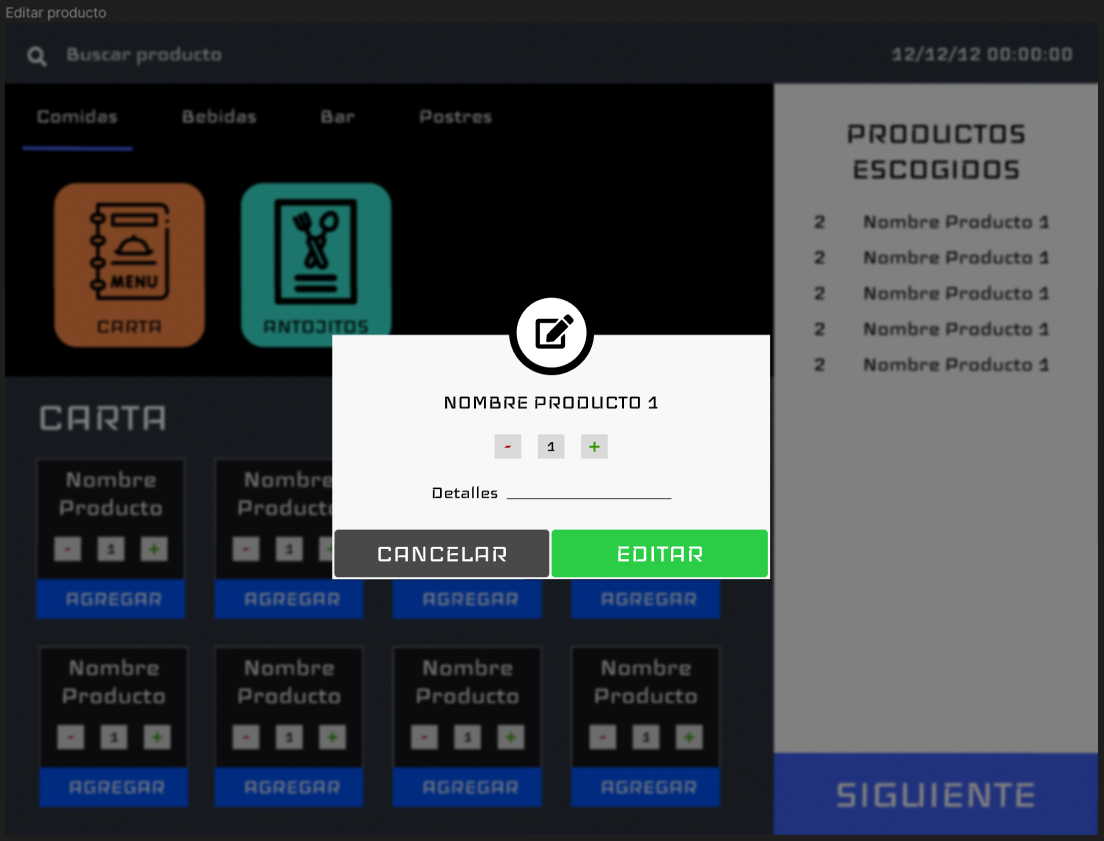 Editar producto
Buscar producto
12/12/12 00:00:00
Comidas
Bebidas
Bar
Postres
MENU
CARTA
ANTOJITOS
PRODUCTOS
ESCOGIDOS
2 Nombre Producto 1
2 Nombre Producto 1
2 Nombre Producto 1
2 Nombre Producto 1
2 Nombre Producto 1
NOMBRE PRODUCTO 1
- 1 +
Detalles
CANCELAR
EDITAR
CARTA
Nombre
Producto
- 1 +
AGREGAR
Nombre
Producto
- 1 +
AGREGAR
AGREGAR
AGREGAR
Nombre
Producto
- 1 +
AGREGAR
Nombre
Producto
- 1 +
AGREGAR
Nombre
Producto
- 1 +
AGREGAR
Nombre
Producto
- 1 +
AGREGAR
SIGUIENTE